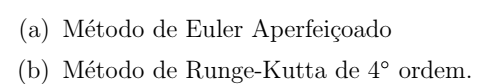 (a) Método de Euler Aperfeiçoado
(b) Método de Runge-Kutta de 4° ordem.